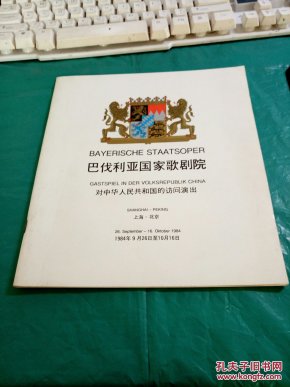 BAYERISCHE STAATSOPER
巴伐利亚国家歌剧院
GASTSPIEL IN DER VOLKSREPUBLIK CHINA
对中华人民共和国的访问演出
SHANGHAI - PEKING
上海 · 北京
26. September – 16. Oktober 1984
1984年9月26日至10月16日
孔夫子旧书网